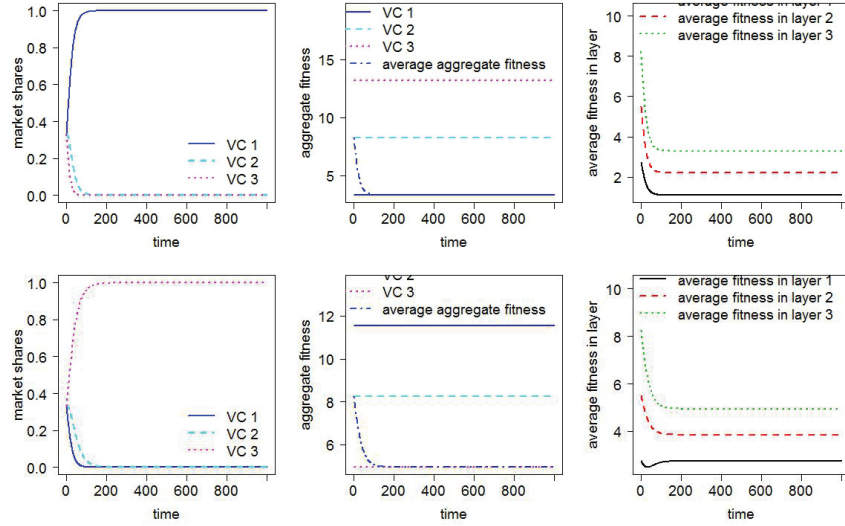 market shares
1.0
0.8
0.6
0.4
0.2
0.0
VC 1
VC 2
VC 3
0 200 400 600 800
time
aggregate fitness
15
10
5
VC 1
VC 2
VC 3
average aggregate fitness
0 200 400 600 800
time
average fitness in layer
10
8
6
4
2
average fitness in layer 1
average fitness in layer 2
average fitness in layer 3
0 200 400 600 800
time
market shares
1.0
0.8
0.6
0.4
0.2
0.0
VC 1
VC 2
VC 3
0 200 400 600 800
time
aggregate fitness
12
10
8
6
VC 2
VC 3
average aggregate fitness
0 200 400 600 800
time
average fitness in layer
10
8
6
4
average fitness in layer 1
average fitness in layer 2
average fitness in layer 3
0 200 400 600 800
time